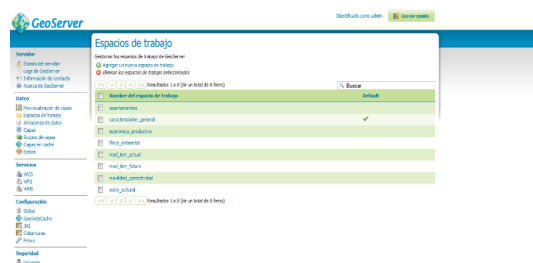 GeoServer
Identificado como admin.
Cerrar sesión
Servidor
Estado del servidor
Logs de GeoServer
Información de contacto
Acerca de GeoServer
Datos
Previsualización de capas
Espacios de trabajo
Almacenes de datos
Capas
Grupos de capas
Capas en caché
Estilos
Servicios
WCS
WFS
WMS
Configuración
Global
GeoWebCache
JAI
Coberturas
Proxy
Seguridad
Espacios de trabajo
Gestionar los espacios de trabajo de GeoServer
Agregar un nuevo espacio de trabajo
Eliminar los espacios de trabajo seleccionados
<< < 1 > >> Resultados 1 a 8 (de un total de 8 ítems)
Buscar
Nombre del espacio de trabajo Default
asentamientos
caracterizacion_general
economico_productivo
fisico_ambiental
mod_terr_actual
mod_terr_futuro
movilidad_conectividad
socio_cultural
<< < 1 > >> Resultados 1 a 8 (de un total de 8 ítems)